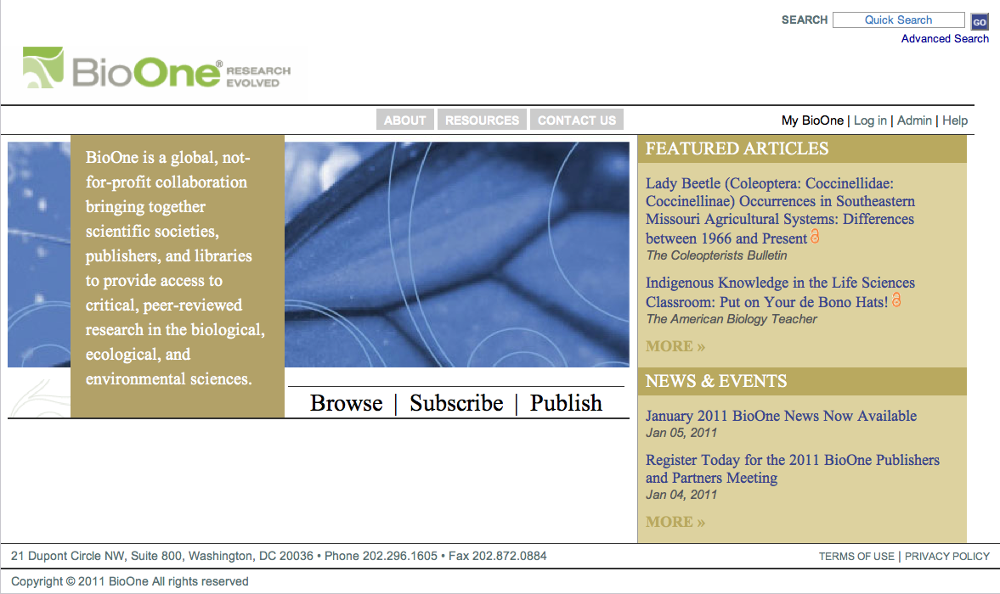 SEARCH Quick Search GO
Advanced Search
BioOne® RESEARCH
EVOLVED
ABOUT RESOURCES CONTACT US
My BioOne | Log in | Admin | Help
BioOne is a global, not-
for-profit collaboration
bringing together
scientific societies,
publishers, and libraries
to provide access to
critical, peer-reviewed
research in the biological,
ecological, and
environmental sciences.
Browse | Subscribe | Publish
FEATURED ARTICLES
Lady Beetle (Coleoptera: Coccinellidae:
Coccinellinae) Occurrences in Southeastern
Missouri Agricultural Systems: Differences
between 1966 and Present
The Coleopterists Bulletin
Indigenous Knowledge in the Life Sciences
Classroom: Put on Your de Bono Hats!
The American Biology Teacher
MORE »
NEWS & EVENTS
January 2011 BioOne News Now Available
Jan 05, 2011
Register Today for the 2011 BioOne Publishers
and Partners Meeting
Jan 04, 2011
MORE »
21 Dupont Circle NW, Suite 800, Washington, DC 20036 • Phone 202.296.1605 • Fax 202.872.0884
TERMS OF USE | PRIVACY POLICY
Copyright © 2011 BioOne All rights reserved